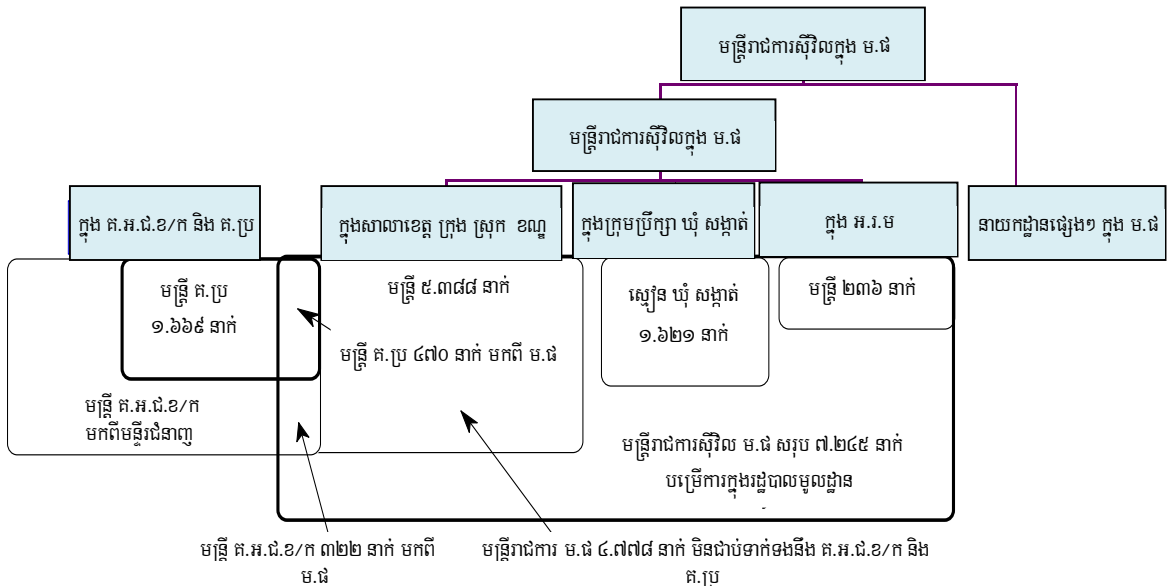 មន្ត្រីរាជការស៊ីវិលក្នុង ម.ផ
មន្ត្រីរាជការស៊ីវិលក្នុង ម.ផ
ក្នុង គ.អ.ជ.ខ/ក និង គ.ប្រ
ក្នុងសាលាខេត្ត ក្រុង ស្រុក ខណ្ឌ
ក្នុងក្រុមប្រឹក្សា ឃុំ សង្កាត់
ក្នុង អ.រ.ម
នាយកដ្ឋានផ្សេងៗ ក្នុង ម.ផ
មន្ត្រី គ.ប្រ
១.៦៦៩ នាក់
មន្ត្រី ៥.៣៨៨ នាក់
ស្មៀន ឃុំ សង្កាត់
១.៦២១ នាក់
មន្ត្រី ២៣៦ នាក់
មន្ត្រី គ.ប្រ ៤៧០ នាក់ មកពី ម.ផ
មន្ត្រី គ.អ.ជ.ខ/ក
មកពីមន្ទីរជំនាញ
មន្ត្រីរាជការស៊ីវិល ម.ផ សរុប ៧.២៤៥ នាក់
បម្រើការក្នុងរដ្ឋបាលមូលដ្ឋាន
មន្ត្រី គ.អ.ជ.ខ/ក ៣២២ នាក់ មកពី
ម.ផ
មន្ត្រីរាជការ ម.ផ ៤.៧៧៨ នាក់ មិនជាប់ទាក់ទងនឹង គ.អ.ជ.ខ/ក និង
គ.ប្រ